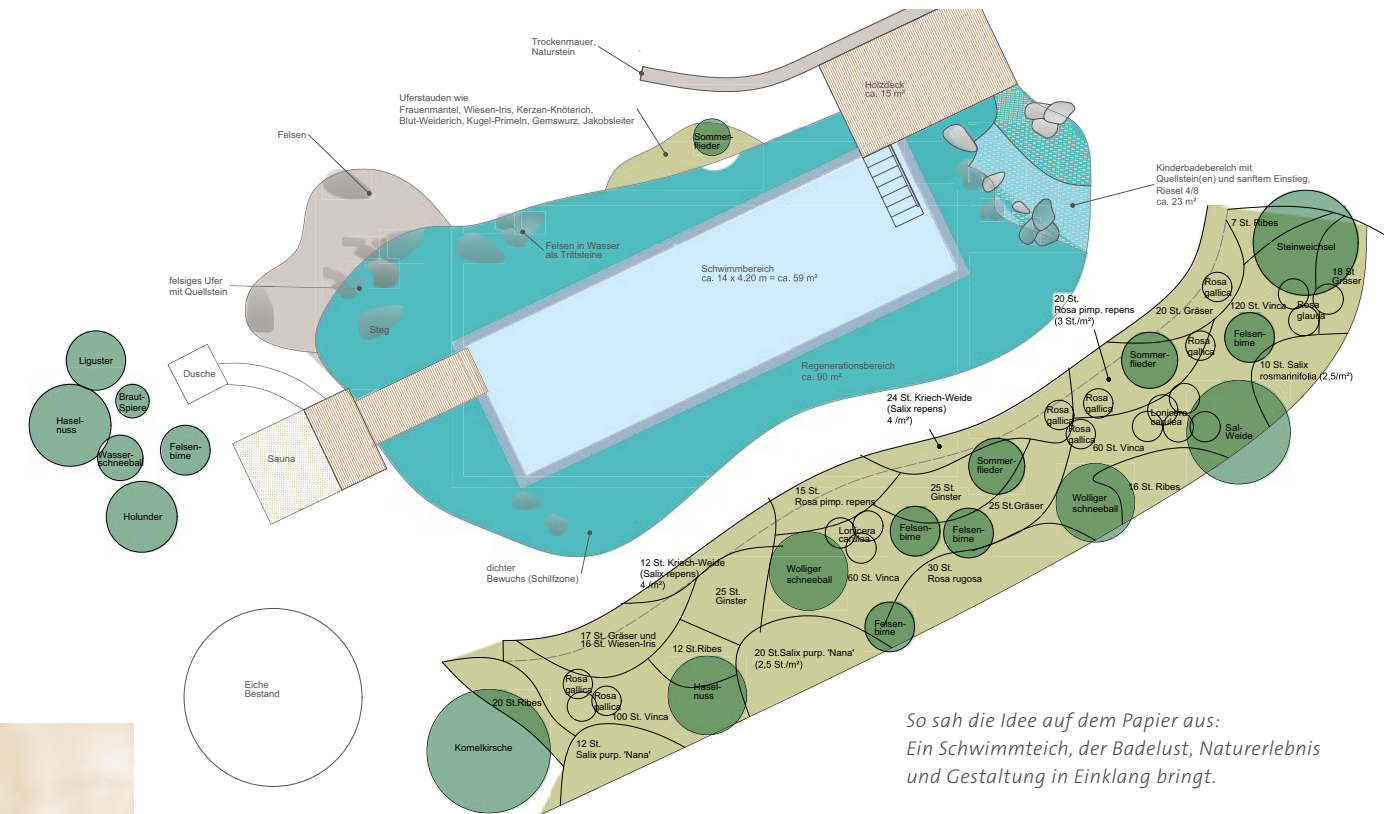 Trockenmauer,
Naturstein
Holzdeck
ca. 15 m²
Uferstauden wie
Frauenmantel, Wiesen-Iris, Kerzen-Knöterich,
Blut-Weiderich, Kugel-Primeln, Gemswurz, Jakobsleiter
Sommer-
flieder
Felsen
Kinderbadebereich mit
Quellstein(en) und sanftem Einstieg,
Riesel 4/8
ca. 23 m²
Felsen in Wasser
als Trittsteine
Schwimmbereich
ca. 14 x 4.20 m = ca. 59 m²
felsiges Ufer
mit Quellstein
Steg
Regenerationsbereich
ca. 90 m²
Dusche
Sauna
Liguster
Braut-
Spiere
Hasel-
nuss
Wasser-
schneeball
Felsen-
birne
Holunder
dichter
Bewuchs (Schilfzone)
Eiche
Bestand
7 St. Ribes
Steinweichsel
18 St
Gräser
Rosa
gallica
120 St. Vinca
Rosa
glauca
20 St. Gräser
20 St.
Rosa pimp. repens
(3 St./m²)
Sommer-
flieder
Rosa
gallica
Felsen-
birne
10 St. Salix
rosmarinifolia (2,5/m²)
24 St. Kriech-Weide
(Salix repens)
4 /m²)
Rosa
gallica
Rosa
gallica
Rosa
gallica
Lonicera
carulea
Sal-
Weide
60 St. Vinca
Sommer-
flieder
16 St. Ribes
Wolliger
schneeball
15 St.
Rosa pimp. repens
25 St.
Ginster
25 St.Gräser
Lonicera
carulea
Felsen-
birne
Felsen-
birne
12 St. Kriech-Weide
(Salix repens)
4 /m²)
Wolliger
schneeball
60 St. Vinca
30 St.
Rosa rugosa
25 St.
Ginster
Felsen-
birne
17 St. Gräser und
16 St. Wiesen-Iris
12 St.Ribes
20 St.Salix purp. 'Nana'
(2,5 St./m²)
Rosa
gallica
Rosa
gallica
Hasel-
nuss
20 St.Ribes
100 St. Vinca
Kornelkirsche
12 St.
Salix purp. 'Nana'
So sah die Idee auf dem Papier aus:
Ein Schwimmteich, der Badelust, Naturerlebnis
und Gestaltung in Einklang bringt.